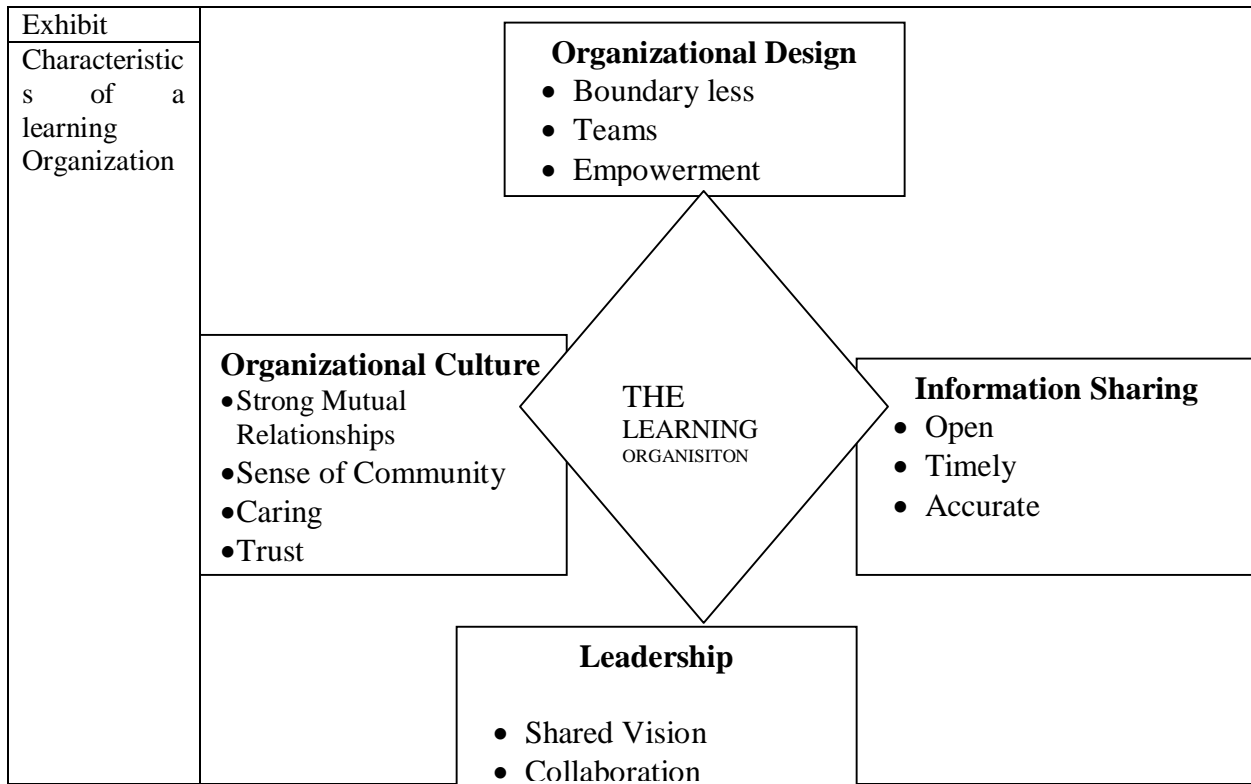 Exhibit
Characteristic
s of a
learning
Organization
Organizational Design
• Boundary less
• Teams
• Empowerment
Organizational Culture
•Strong Mutual
Relationships
•Sense of Community
•Caring
•Trust
THE
LEARNING
ORGANISITON
Information Sharing
• Open
• Timely
• Accurate
Leadership
• Shared Vision
• Collaboration